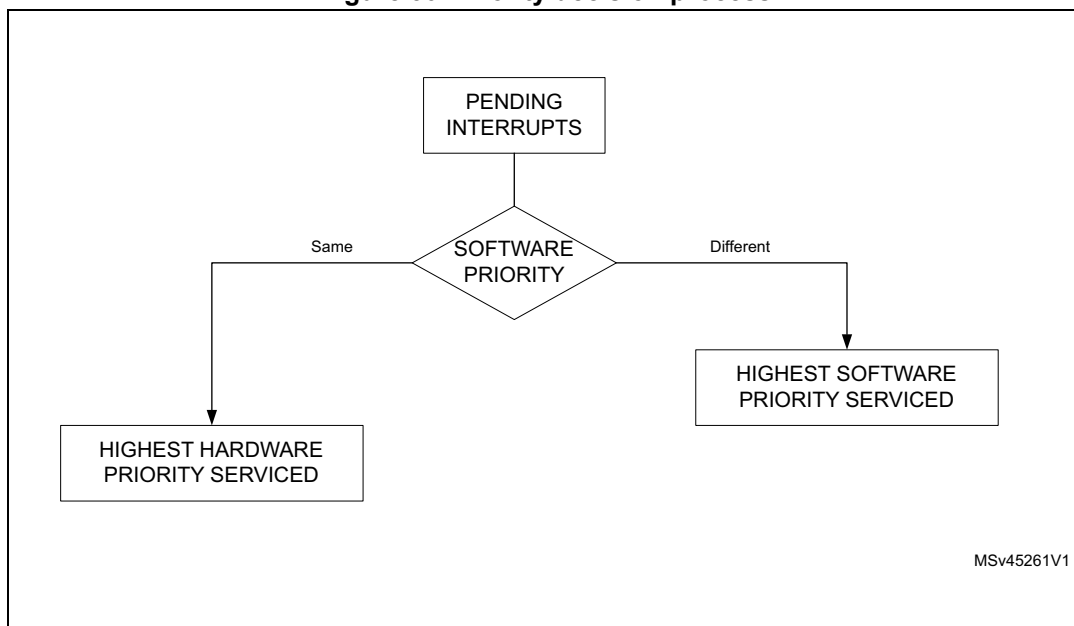 PENDING
INTERRUPTS
Same
SOFTWARE
PRIORITY
Different
HIGHEST SOFTWARE
PRIORITY SERVICED
HIGHEST HARDWARE
PRIORITY SERVICED
MSv45261V1